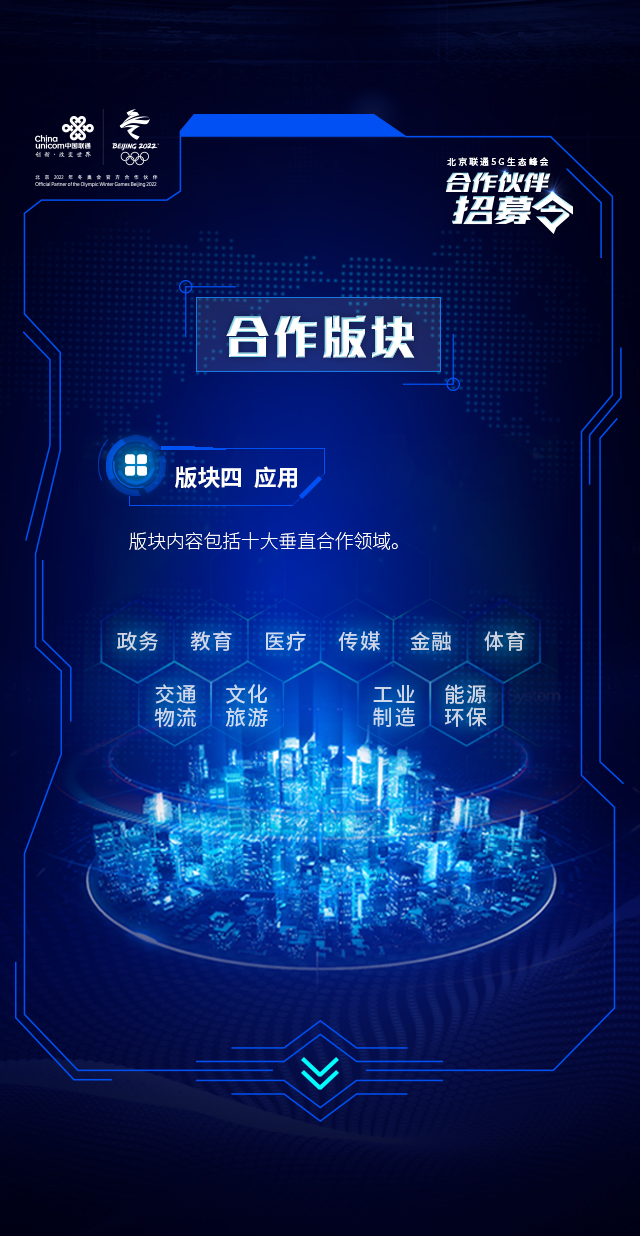 China
unicom中国联通
创新·改变世界
BEIJING 2022
北京2022年冬奥会官方合作伙伴
Official Partner of the Olympic Winter Games Beijing 2022
北京联通5G生态峰会
合作伙伴
招募令
合作版块
版块四 应用
版块内容包括十大垂直合作领域。
政务 教育 医疗 传媒 金融 体育
交通 文化 工业 能源
物流 旅游 制造 环保